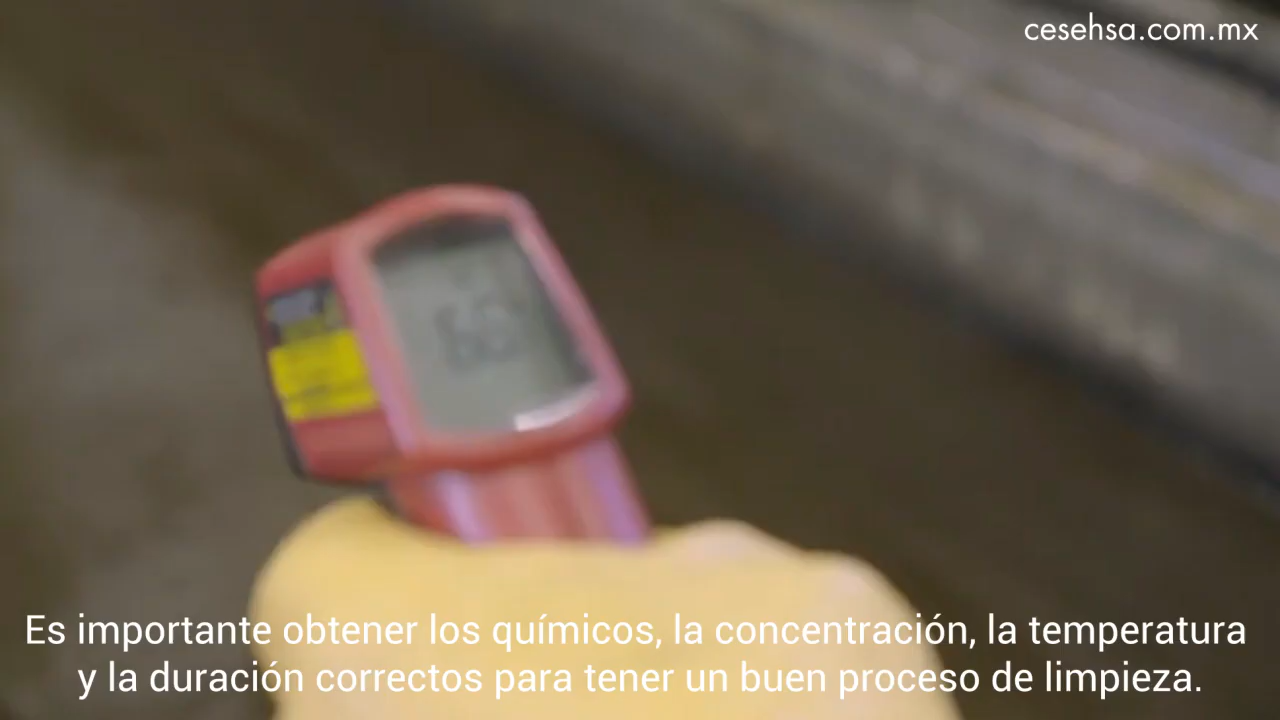 cesehsa.com.mx
Es importante obtener los químicos, la concentración, la temperatura
y la duración correctos para tener un buen proceso de limpieza.